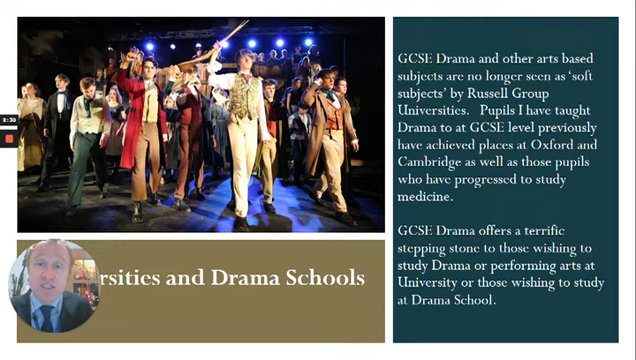 GCSE Drama and other arts based
subjects are no longer seen as ‘soft
subjects’ by Russell Group
Universities. Pupils I have taught
Drama to at GCSE level previously
have achieved places at Oxford and
Cambridge as well as those pupils
who have progressed to study
medicine.
GCSE Drama offers a terrific
stepping stone to those wishing to
study Drama or performing arts at
University or those wishing to study
at Drama School.
2:30
rsities and Drama Schools